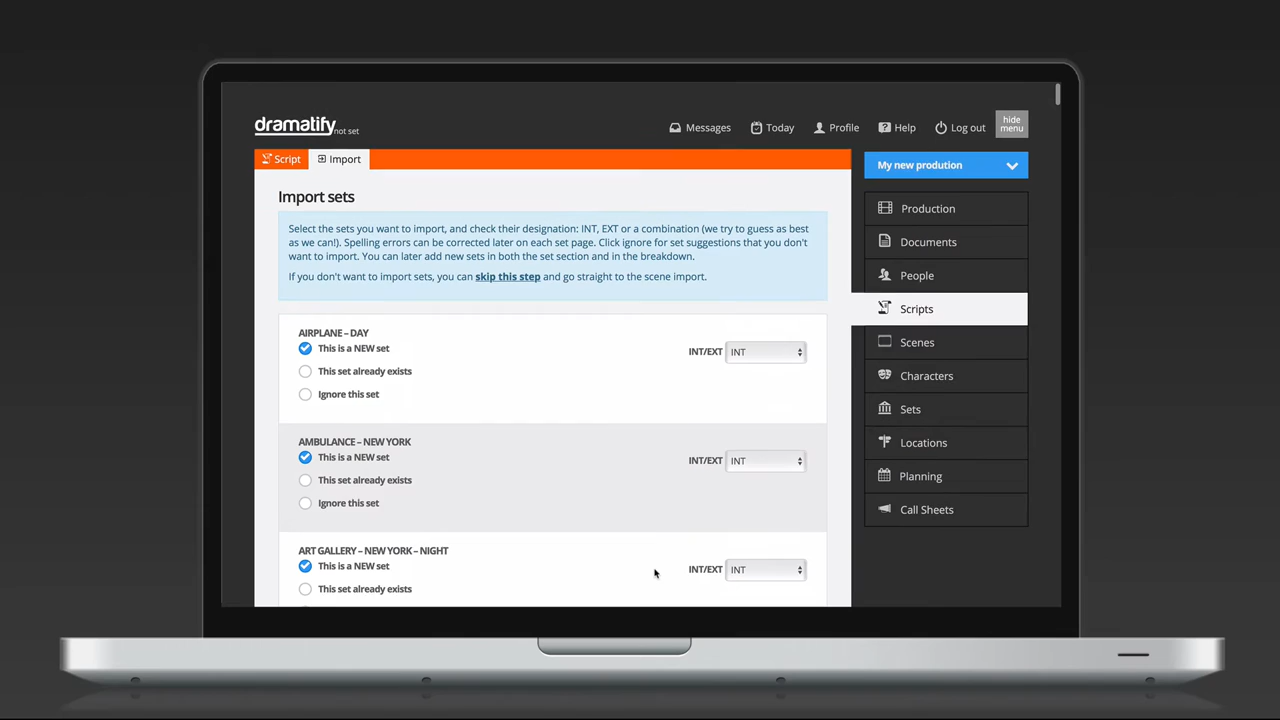 dramatify not set
Messages
Today
Profile
Help
Log out
hide
menu
Script
Import
My new prodution
Import sets
Select the sets you want to import, and check their designation: INT, EXT or a combination (we try to guess as best
as we can!). Spelling errors can be corrected later on each set page. Click ignore for set suggestions that you don't
want to import. You can later add new sets in both the set section and in the breakdown.
If you don't want to import sets, you can skip this step and go straight to the scene import.
AIRPLANE – DAY
This is a NEW set
This set already exists
Ignore this set
INT/EXT INT
AMBULANCE – NEW YORK
This is a NEW set
This set already exists
Ignore this set
INT/EXT INT
ART GALLERY – NEW YORK – NIGHT
This is a NEW set
This set already exists
INT/EXT INT
Production
Documents
People
Scripts
Scenes
Characters
Sets
Locations
Planning
Call Sheets